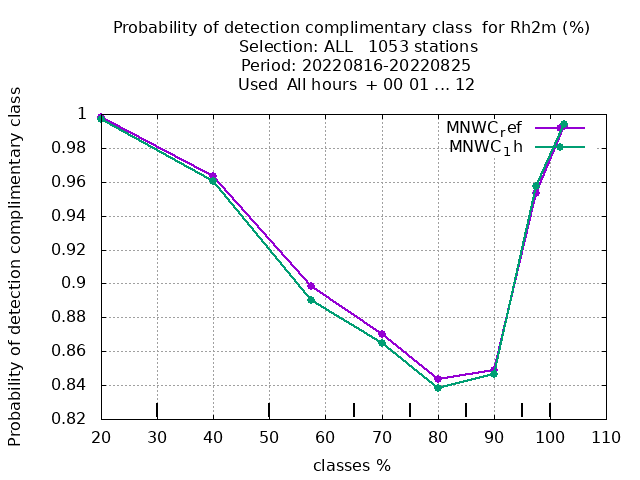 Probability of detection complimentary class  for Rh2m (%)
Selection: ALL   1053 stations
Period: 20220816-20220825
Used  All hours  + 00 01 ... 12
Probability of detection complimentary class
MNWCref
MNWC1h
1
0.98
0.96
0.94
0.92
0.9
0.88
0.86
0.84
0.82
20 30 40 50 60 70 80 90 100 110
classes %